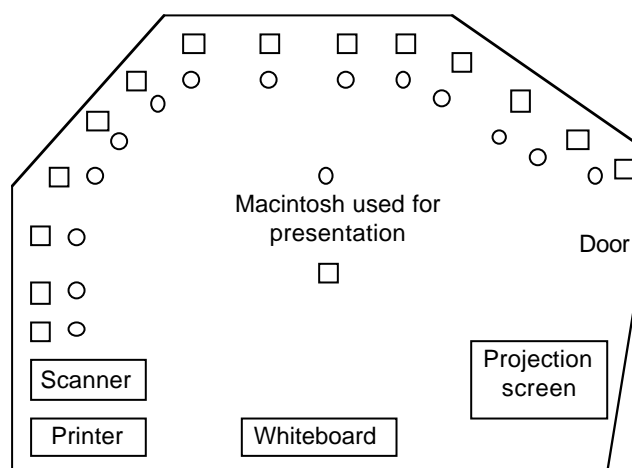 Macintosh used for
presentation
Door
Projection
screen
Scanner
Printer
Whiteboard